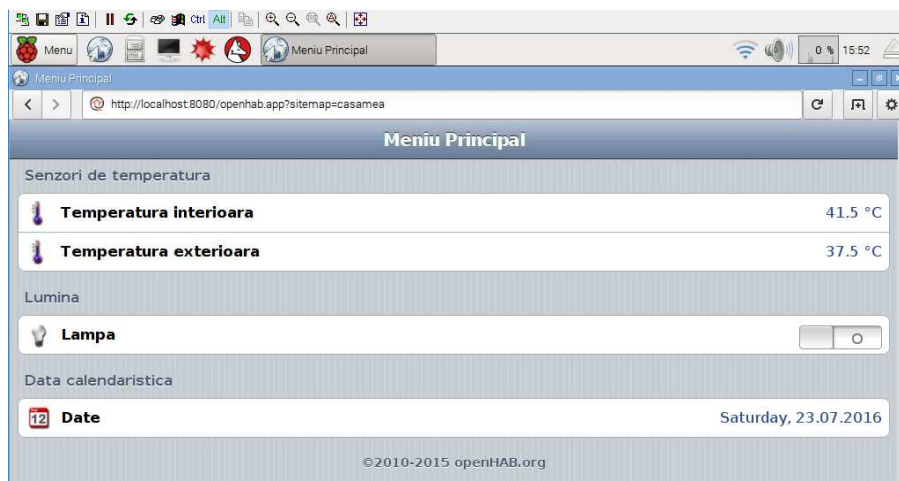 Ctrl Alt
Menu Meniu Principal 0 % 15:52
Meniu Principal
http://localhost:8080/openhab.app?sitemap=casamea
Meniu Principal
Senzori de temperatura
Temperatura interioara 41.5 °C
Temperatura exterioara 37.5 °C
Lumina
Lampa O
Data calendaristica
12 Date Saturday, 23.07.2016
©2010-2015 openHAB.org